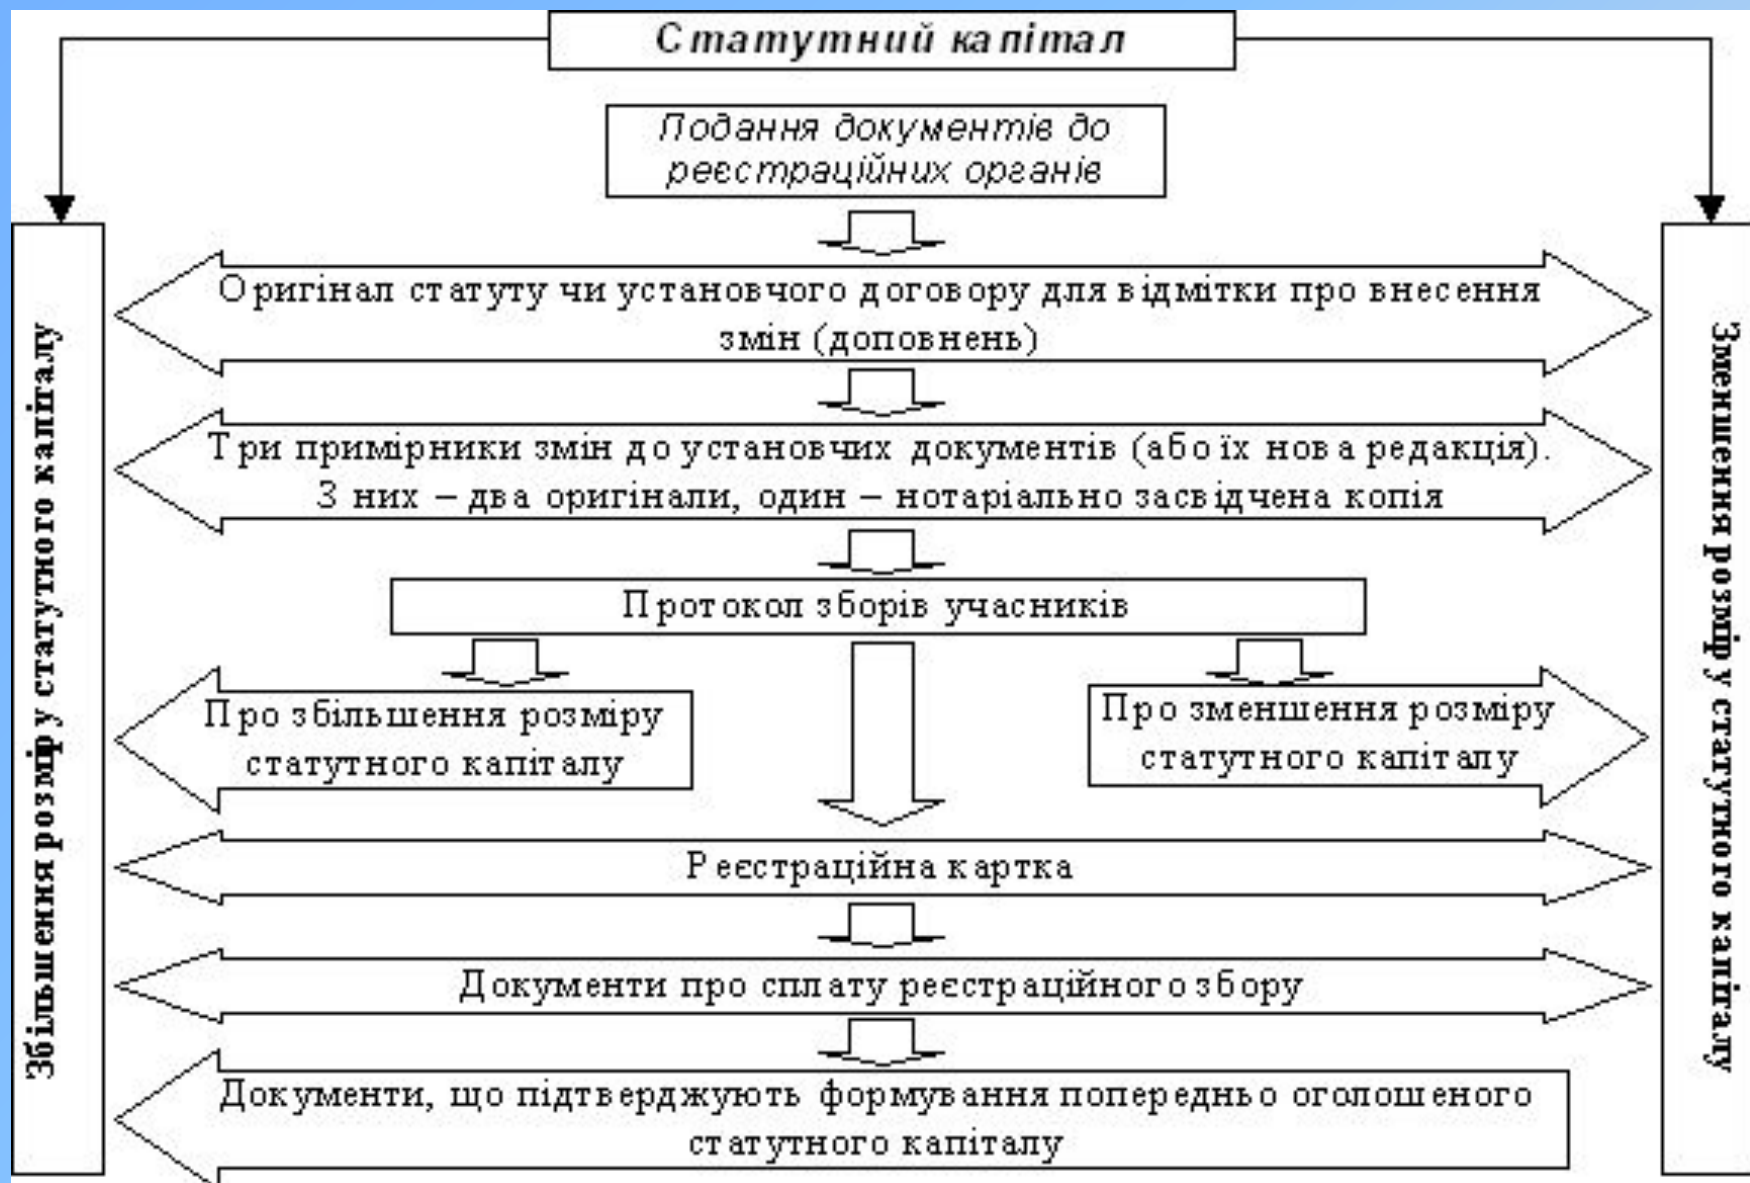 Статутний капітал
Подання документів до
реєстраційних органів
Оригінал статуту чи установчого договору для відмітки про внесення
змін (доповнень)
Три примірники змін до установчих документів (або їх нова редакція).
З них – два оригінали, один – нотаріально засвідчена копія
Протокол зборів учасників
Про збільшення розміру
статутного капіталу
Про зменшення розміру
статутного капіталу
Реєстраційна картка
Документи про сплату реєстраційного збору
Документи, що підтверджують формування попередньо оголошеного
статутного капіталу
Збільшення розміру статутного капіталу
Зменшення розміру статутного капіталу